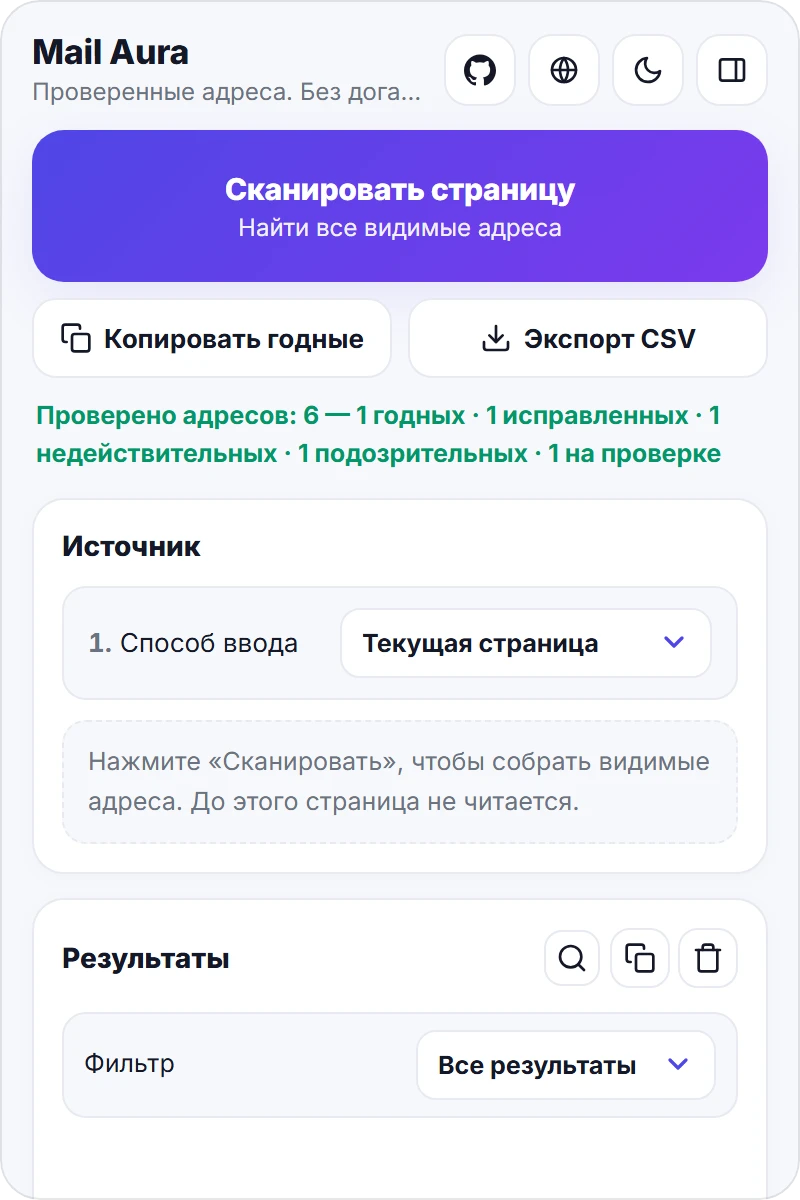 Mail Aura
Проверенные адреса. Без дога...
Сканировать страницу
Найти все видимые адреса
Копировать годные
Экспорт CSV
Проверено адресов: 6 — 1 годных · 1 исправленных · 1
недействительных · 1 подозрительных · 1 на проверке
Источник
1. Способ ввода
Текущая страница
Нажмите «Сканировать», чтобы собрать видимые
адреса. До этого страница не читается.
Результаты
Фильтр
Все результаты